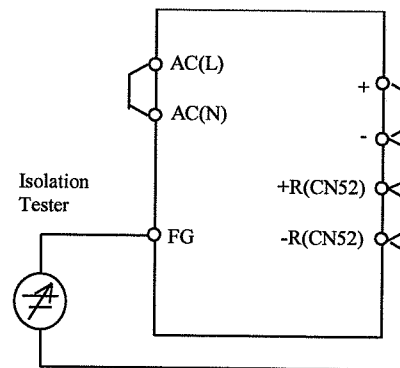 AC(L)
+
AC(N)
-
Isolation
Tester
+R(CN52)
FG
-R(CN52)